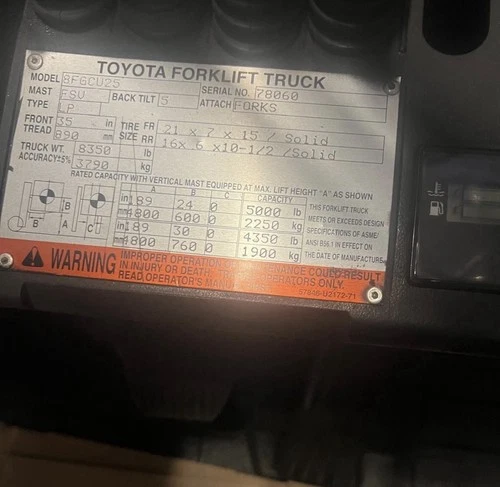 TOYOTA FORKLIFT TRUCK
MODEL 8FGCU25 SERIAL NO. 78060
MAST FSV BACK TILT 5 ATTACH FORKS
TYPE LP
FRONT TREAD 35 in 890 mm
TIRE SIZE FR 21 x 7 x 15 / Solid
RR 16x 6 x10-1/2 /Solid
TRUCK WT. ACCURACY±5% 8350 lb
3790 kg
RATED CAPACITY WITH VERTICAL MAST EQUIPPED AT MAX. LIFT HEIGHT "A" AS SHOWN
A B C CAPACITY
in 189 24 0 5000 lb
mm 4800 600 0 2250 kg
in 189 30 0 4350 lb
mm 4800 760 0 1900 kg
B
A C
THIS FORKLIFT TRUCK
MEETS OR EXCEEDS DESIGN
SPECIFICATIONS OF ASME/
ANSI B56.1 IN EFFECT ON
THE DATE OF MANUFACTURE
WARNING
IMPROPER OPERATION CHANGE COULD RESULT
IN INJURY OR DEATH. OPERATORS ONLY.
READ OPERATOR'S